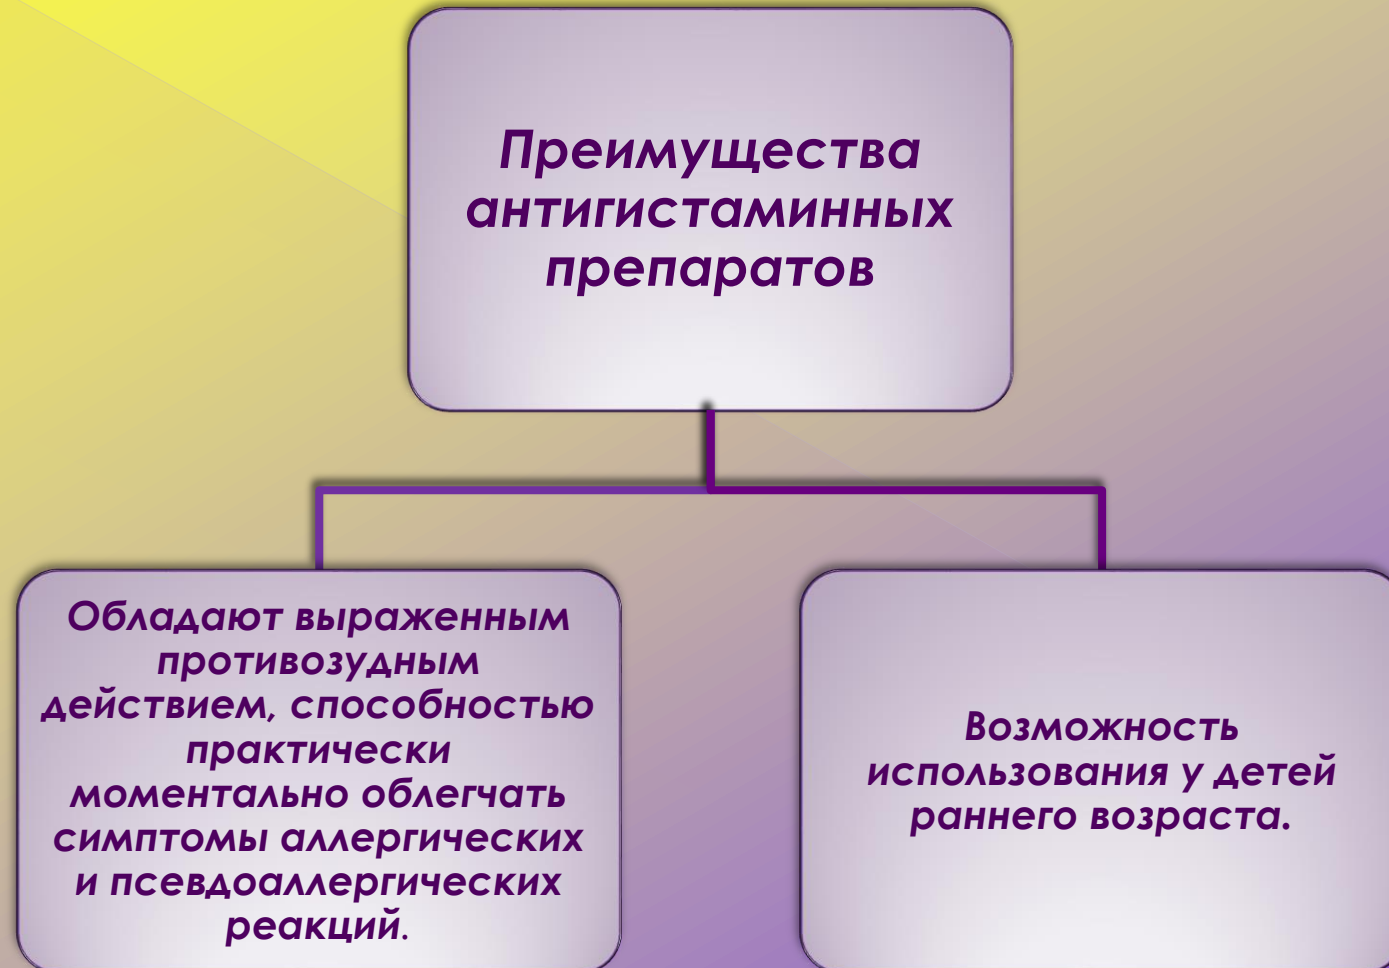 Преимущества
антигистаминных
препаратов
Обладают выраженным
противозудным
действием, способностью
практически
моментально облегчать
симптомы аллергических
и псевдоаллергических
реакций.
Возможность
использования у детей
раннего возраста.